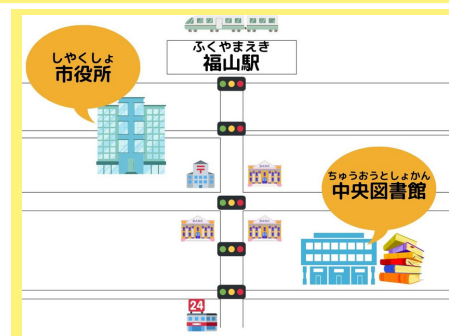 ふくやまえき
福山駅
しやくしょ
市役所
ちゅうおうとしょかん
中央図書館
24